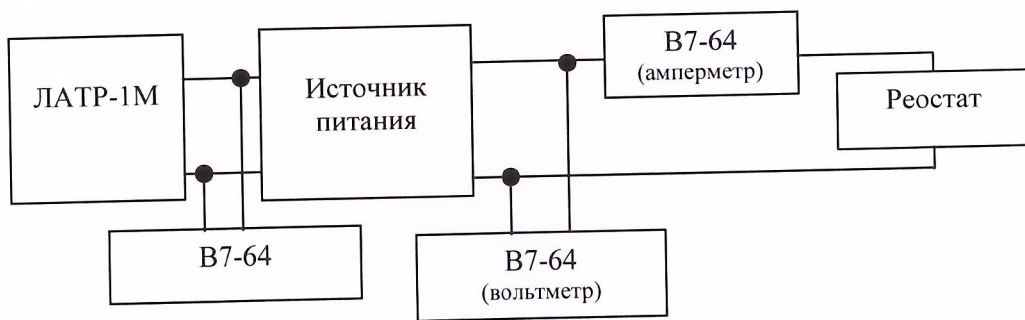 ЛАТР-1М
Источник
питания
В7-64
(амперметр)
Реостат
В7-64
В7-64
(вольтметр)